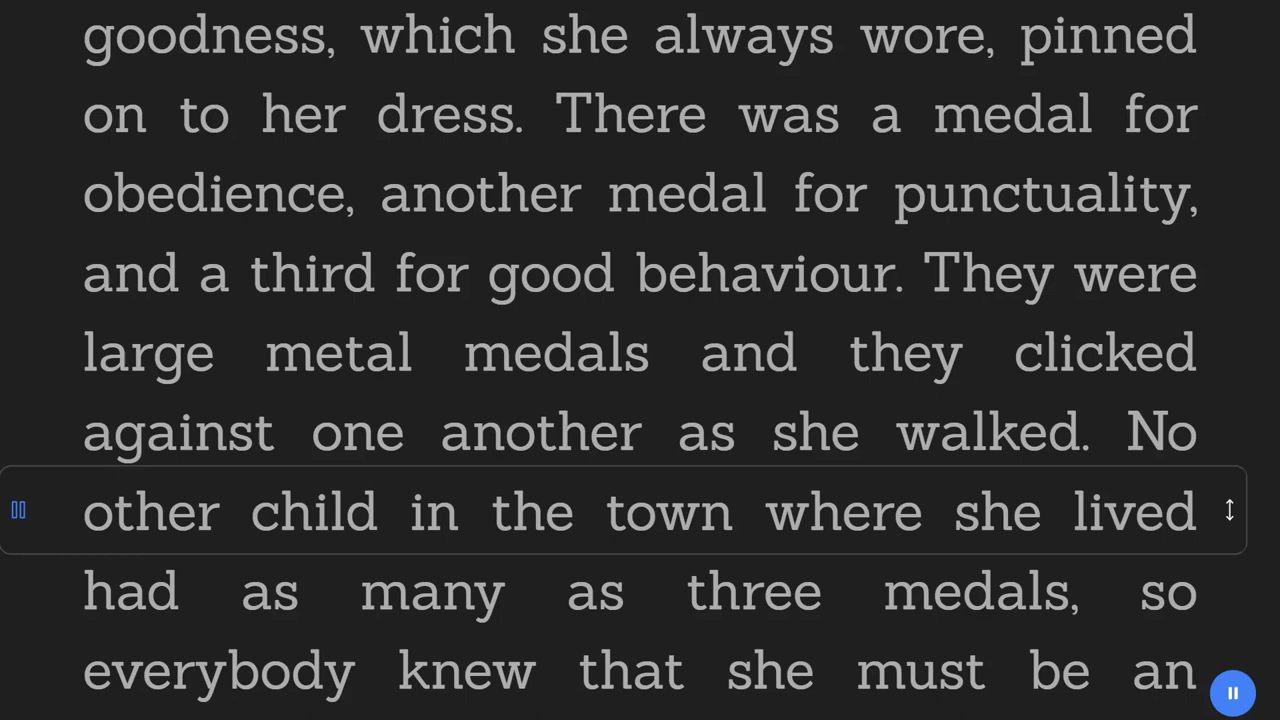 goodness, which she always wore, pinned
on to her dress. There was a medal for
obedience, another medal for punctuality,
and a third for good behaviour. They were
large metal medals and they clicked
against one another as she walked. No
other child in the town where she lived
had as many as three medals, so
everybody knew that she must be an